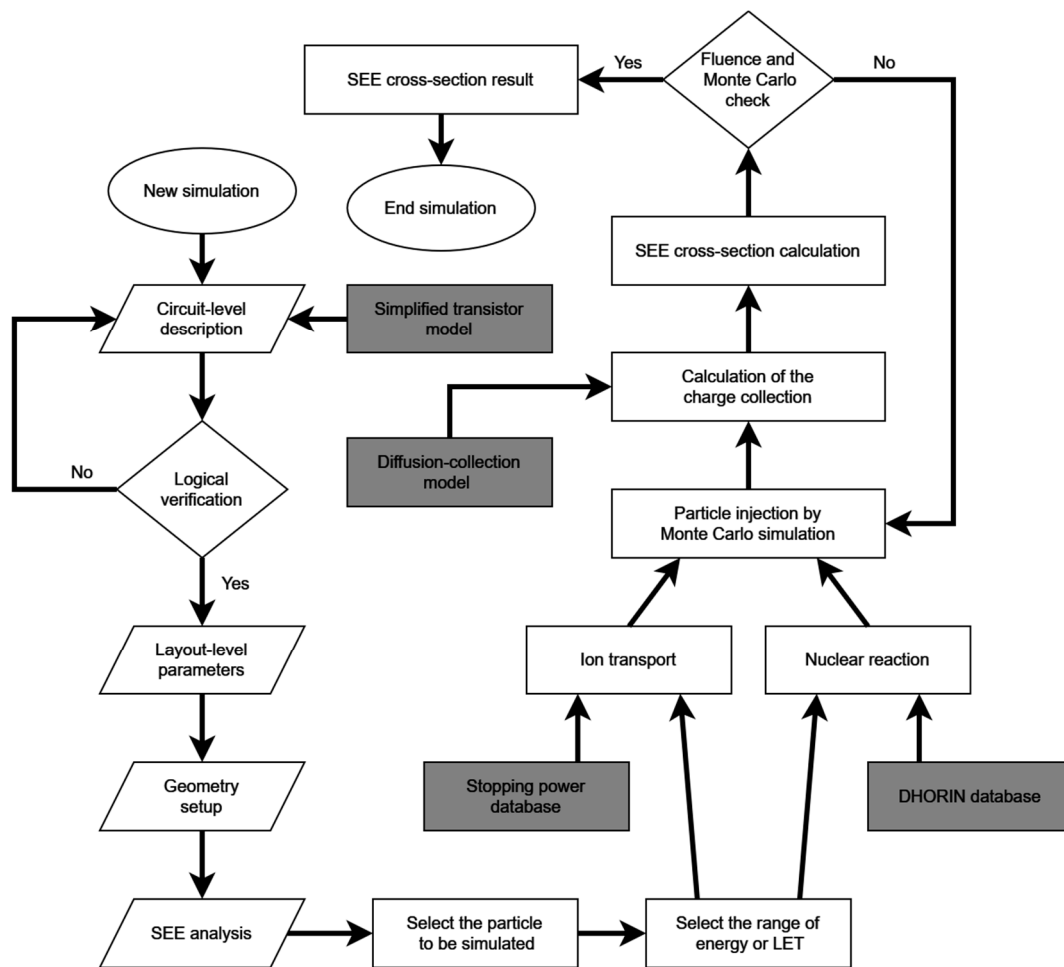 New simulation
Circuit-level
description
Simplified transistor
model
Logical
verification
No
Yes
Layout-level
parameters
Geometry
setup
SEE analysis
Select the particle
to be simulated
Select the range of
energy or LET
Stopping power
database
DHORIN database
Ion transport
Nuclear reaction
Particle injection by
Monte Carlo simulation
Diffusion-collection
model
Calculation of the
charge collection
SEE cross-section calculation
Fluence and
Monte Carlo
check
No
Yes
SEE cross-section result
End simulation